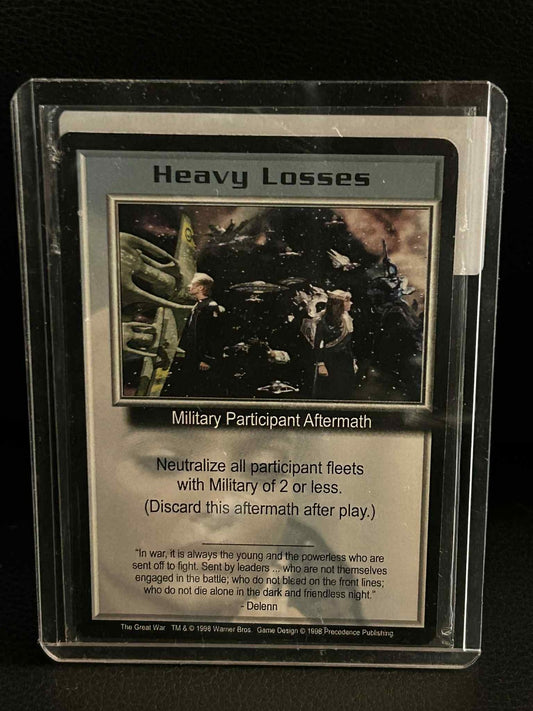 Heavy Losses
Military Participant Aftermath
Neutralize all participant fleets
with Military of 2 or less.
(Discard this aftermath after play.)
"In war, it is always the young and the powerless who are
sent off to fight. Sent by leaders ... who are not themselves
engaged in the battle; who do not bleed on the front lines;
who do not die alone in the dark and friendless night."
- Delenn
The Great War TM & © 1998 Warner Bros. Game Design © 1998 Precedence Publishing.